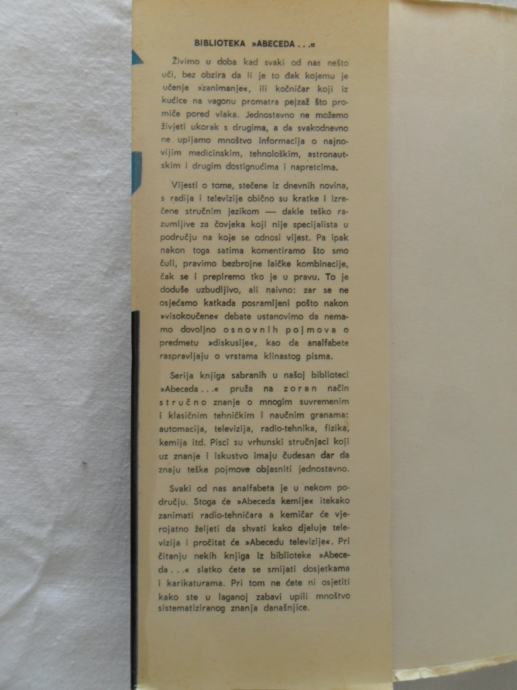 BIBLIOTEKA »ABECEDA...«
Živimo u doba kad svaki od nas nešto
uči, bez obzira da li je to đak kojemu je
učenje »zanimanje«, ili kočničar koji iz
kućice na vagonu promatra pejzaž što pro-
miče pored vlaka. Jednostavno ne možemo
živjeti ukorak s drugima, a da svakodnevno
ne upijamo mnoštvo informacija o najno-
vijim medicinskim, tehnološkim, astronaut-
skim i drugim dostignućima i napretcima.
Vijesti o tome, stečene iz dnevnih novina,
s radija i televizije obično su kratke i izre-
čene stručnim jezikom — dakle teško ra-
zumljive za čovjeka koji nije specijalista u
području na koje se odnosi vijest. Pa ipak
nakon toga satima komentiramo što smo
čuli, pravimo bezbrojne laičke kombinacije,
čak se i prepiremo tko je u pravu. To je
doduše uzbudljivo, ali naivno: zar se ne
osjećamo katkada posramljeni pošto nakon
»visokoučene« debate ustanovimo da nema-
mo dovoljno osnovnih pojmova o
predmetu »diskusije«, kao da analfabete
raspravljaju o vrstama klinastog pisma.
Serija knjiga sabranih u našoj biblioteci
»Abeceda...« pruža na zoran način
stručno znanje o mnogim suvremenim
i klasičnim tehničkim i naučnim granama:
automacija, televizija, radio-tehnika, fizika,
kemija itd. Pisci su vrhunski stručnjaci koji
uz znanje i iskustvo imaju čudesan dar da
znaju teške pojmove objasniti jednostavno.
Svaki od nas analfabeta je u nekom po-
dručju. Stoga će »Abeceda kemije« itekako
zanimati radio-tehničara a kemičar će vje-
rojatno željeti da shvati kako djeluje tele-
vizija i pročitat će »Abecedu televizije«. Pri
čitanju nekih knjiga iz biblioteke »Abece-
da...« slatko ćete se smijati dosjetkama
i karikaturama. Pri tom ne ćete ni osjetiti
kako ste u laganoj zabavi upili mnoštvo
sistematiziranog znanja današnjice.